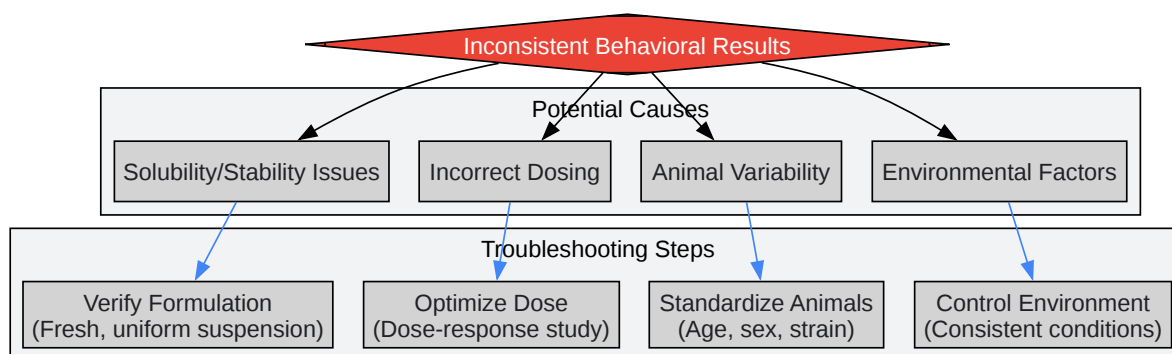 Inconsistent Behavioral Results
Potential Causes
Solubility/Stability Issues
Incorrect Dosing
Animal Variability
Environmental Factors
Troubleshooting Steps
Verify Formulation
(Fresh, uniform suspension)
Optimize Dose
(Dose-response study)
Standardize Animals
(Age, sex, strain)
Control Environment
(Consistent conditions)